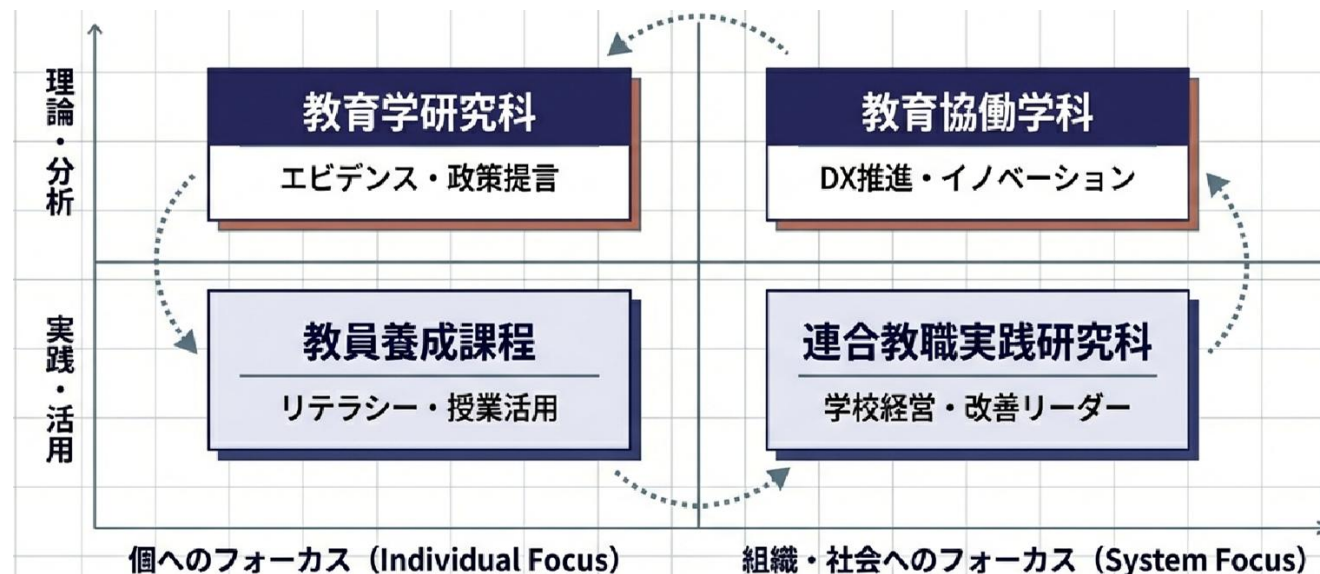 理論・分析
教育学研究科
エビデンス・政策提言
教育協働学科
DX推進・イノベーション
実践・活用
教員養成課程
リテラシー・授業活用
連合教職実践研究科
学校経営・改善リーダー
個へのフォーカス（Individual Focus）
組織・社会へのフォーカス（System Focus）